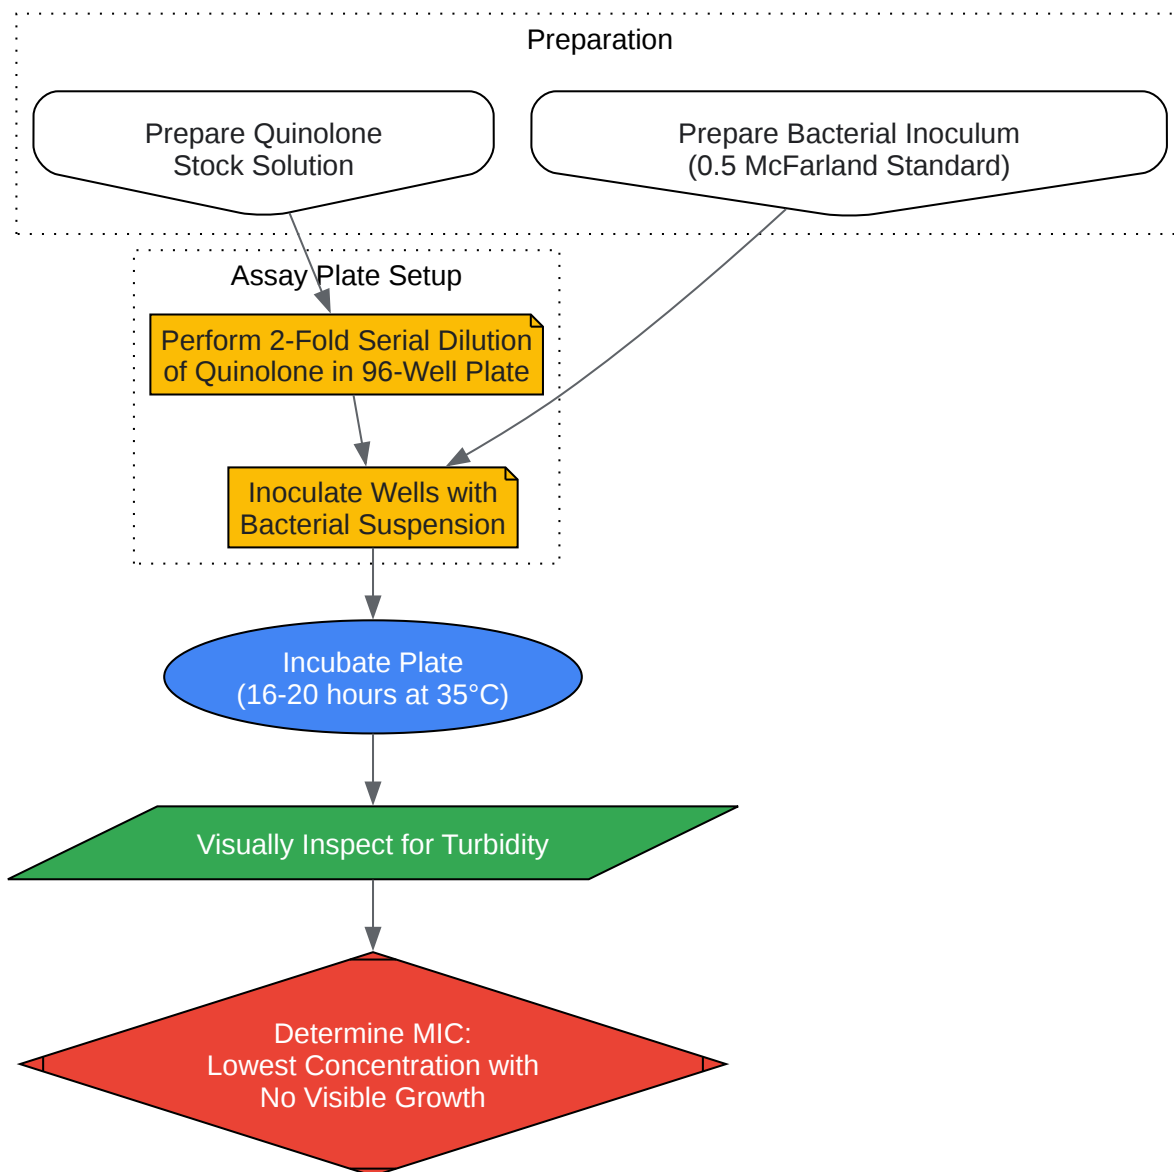 Preparation
Prepare Quinolone
Stock Solution
Prepare Bacterial Inoculum
(0.5 McFarland Standard)
Assay Plate Setup
Perform 2-Fold Serial Dilution
of Quinolone in 96-Well Plate
Inoculate Wells with
Bacterial Suspension
Incubate Plate
(16-20 hours at 35°C)
Visually Inspect for Turbidity
Determine MIC:
Lowest Concentration with
No Visible Growth